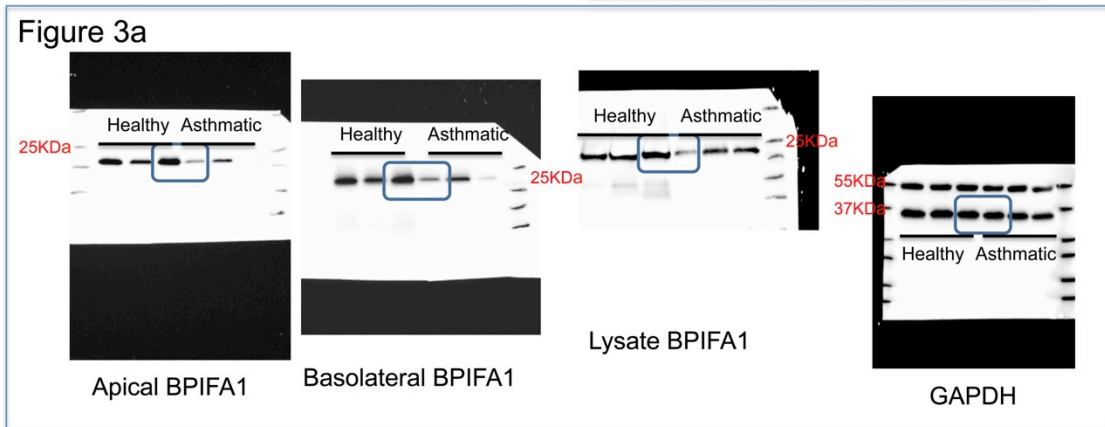 Figure 3a
Healthy Asmathic
25KDa
Apical BPIFA1
Healthy Asthmatic
25KDa
Basolateral BPIFA1
Healthy Asthmatic
25KDa
Lysate BPIFA1
55KDa
37KDa
Healthy Asthmatic
GAPDH